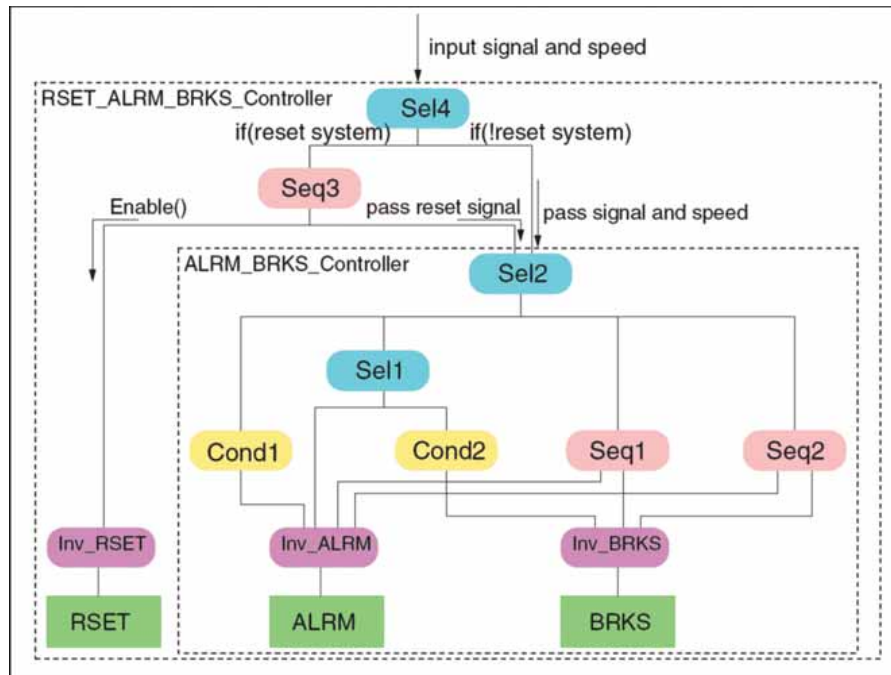 input signal and speed
RSET_ALRM_BRKS_Controller
Sel4
if(reset system)
if(!reset system)
Seq3
Enable()
pass reset signal
pass signal and speed
ALRM_BRKS_Controller
Sel2
Sel1
Cond1
Cond2
Seq1
Seq2
Inv_RSET
Inv_ALRM
Inv_BRKS
RSET
ALRM
BRKS